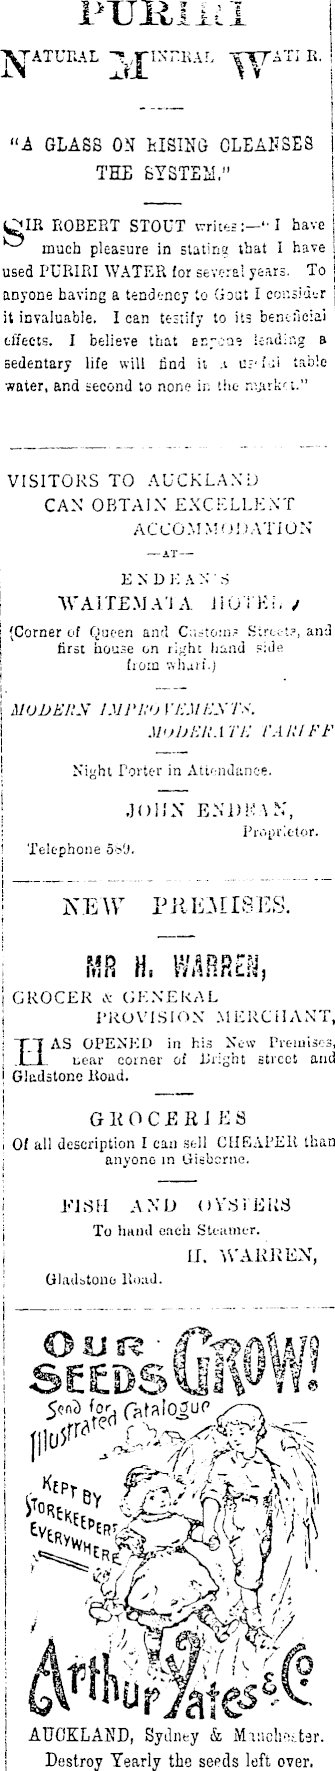 PURIRI
NATURAL MINERAL WATER.
"A GLASS ON RISING CLEANSES
THE SYSTEM."
SIR ROBERT STOUT writes:—"I have
much pleasure in stating that I have
used PURIRI WATER for several years. To
anyone having a tendency to Gout I consider
it invaluable. I can testify to its beneficial
effects. I believe that anyone leading a
sedentary life will find it a useful table
water, and second to none in the market."
VISITORS TO AUCKLAND
CAN OBTAIN EXCELLENT
ACCOMMODATION
—AT—
ENDEAN'S
WAITEMATA HOTEL,
(Corner of Queen and Customs Streets, and
first house on right hand side
from wharf.)
MODERN IMPROVEMENTS.
MODERATE TARIFF
Night Porter in Attendance.
JOHN ENDEAN,
Proprietor.
Telephone 589.
NEW PREMISES.
MR H. WARREN,
GROCER & GENERAL
PROVISION MERCHANT,
HAS OPENED in his New Premises,
near corner of Bright street and
Gladstone Road.
GROCERIES
Of all description I can sell CHEAPER than
anyone in Gisborne.
FISH AND OYSTERS
To hand each Steamer.
H. WARREN,
Gladstone Road.
OUR SEEDS GROW!
Send for
Illustrated Catalogue
KEPT BY
STOREKEEPERS
EVERYWHERE
Arthur Yates & Co
AUCKLAND, Sydney & Manchester.
Destroy Yearly the seeds left over.